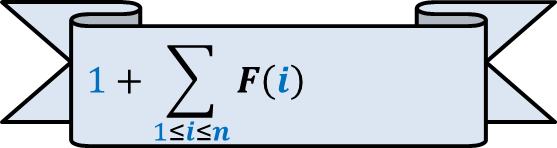 1 + ∑ F(i)
1≤i≤n